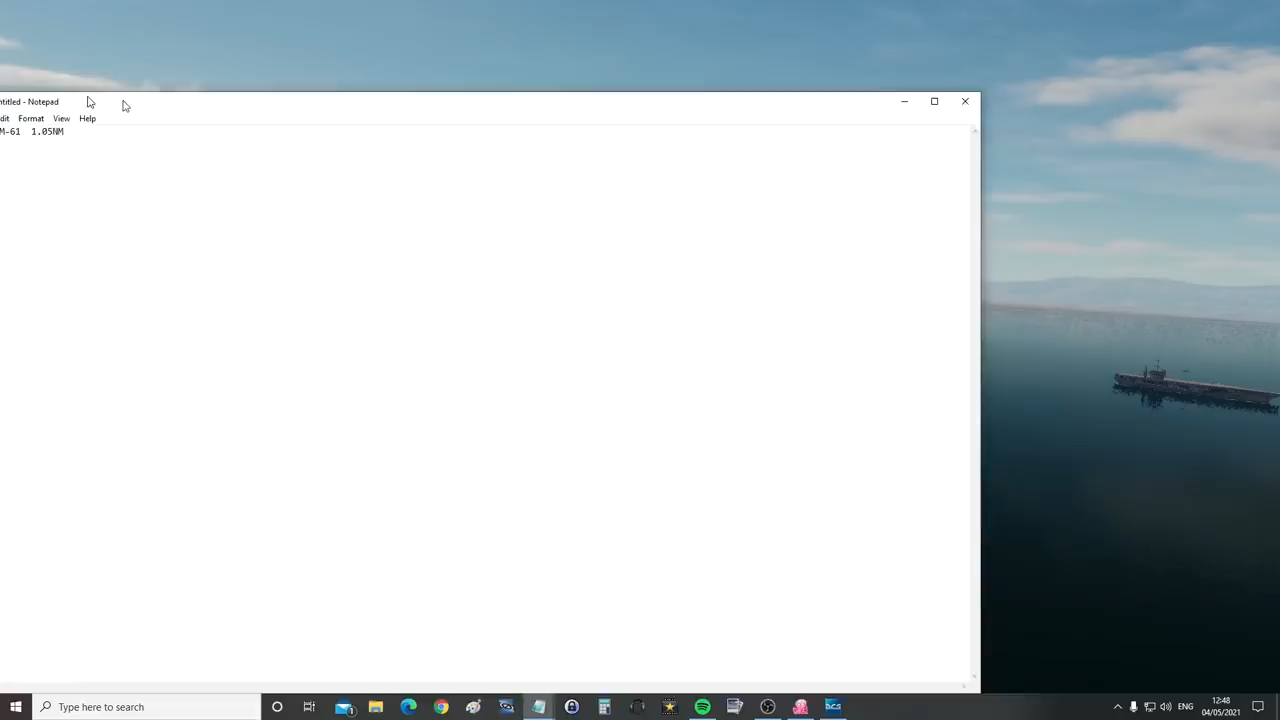 ntitled - Notepad
dit Format View Help
M-61 1.05NM
Type here to search
DCS
ENG
12:48
04/05/2021